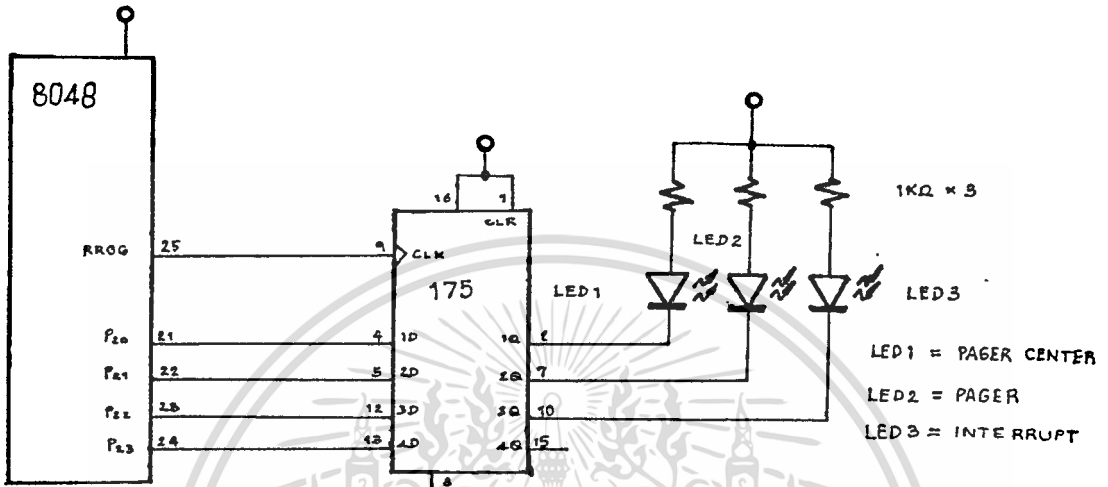 8048
16 1
CLR
1KΩ × 3
RROG 25 9 CLK
LED2
175
LED1
LED3
P20 21 4 1D 1Q 2
P21 22 5 2D 2Q 7
P22 23 12 3D 3Q 10
P23 24 13 4D 4Q 15
8
LED1 = PAGER CENTER
LED2 = PAGER
LED3 = INTERRUPT